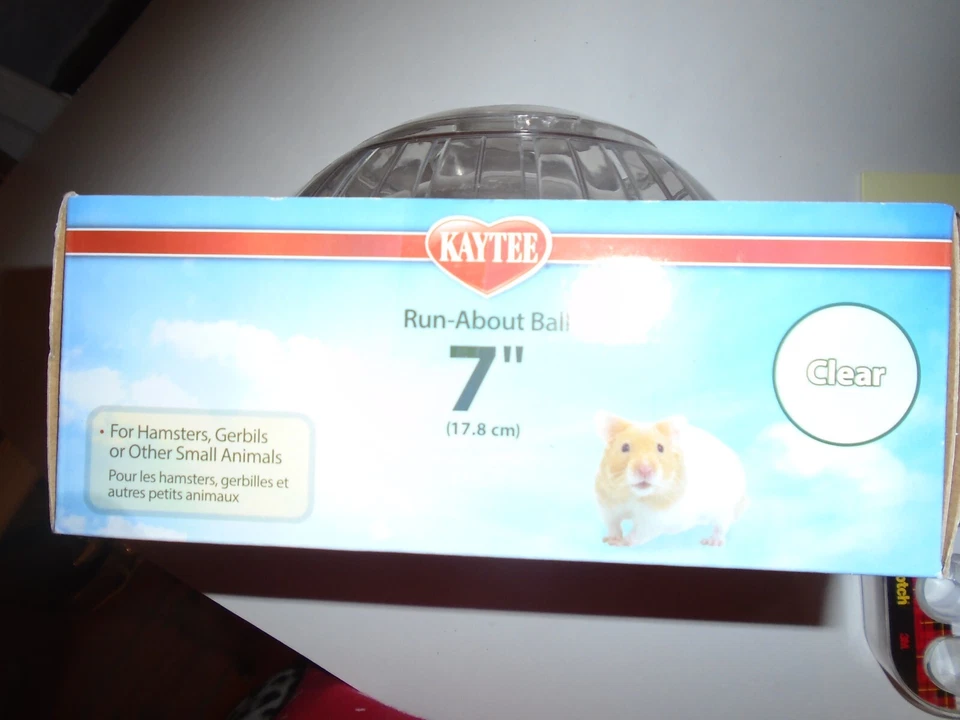 KAYTEE
Run-About Ball
7"
(17.8 cm)
Clear
• For Hamsters, Gerbils
or Other Small Animals
Pour les hamsters, gerbilles et
autres petits animaux
3M